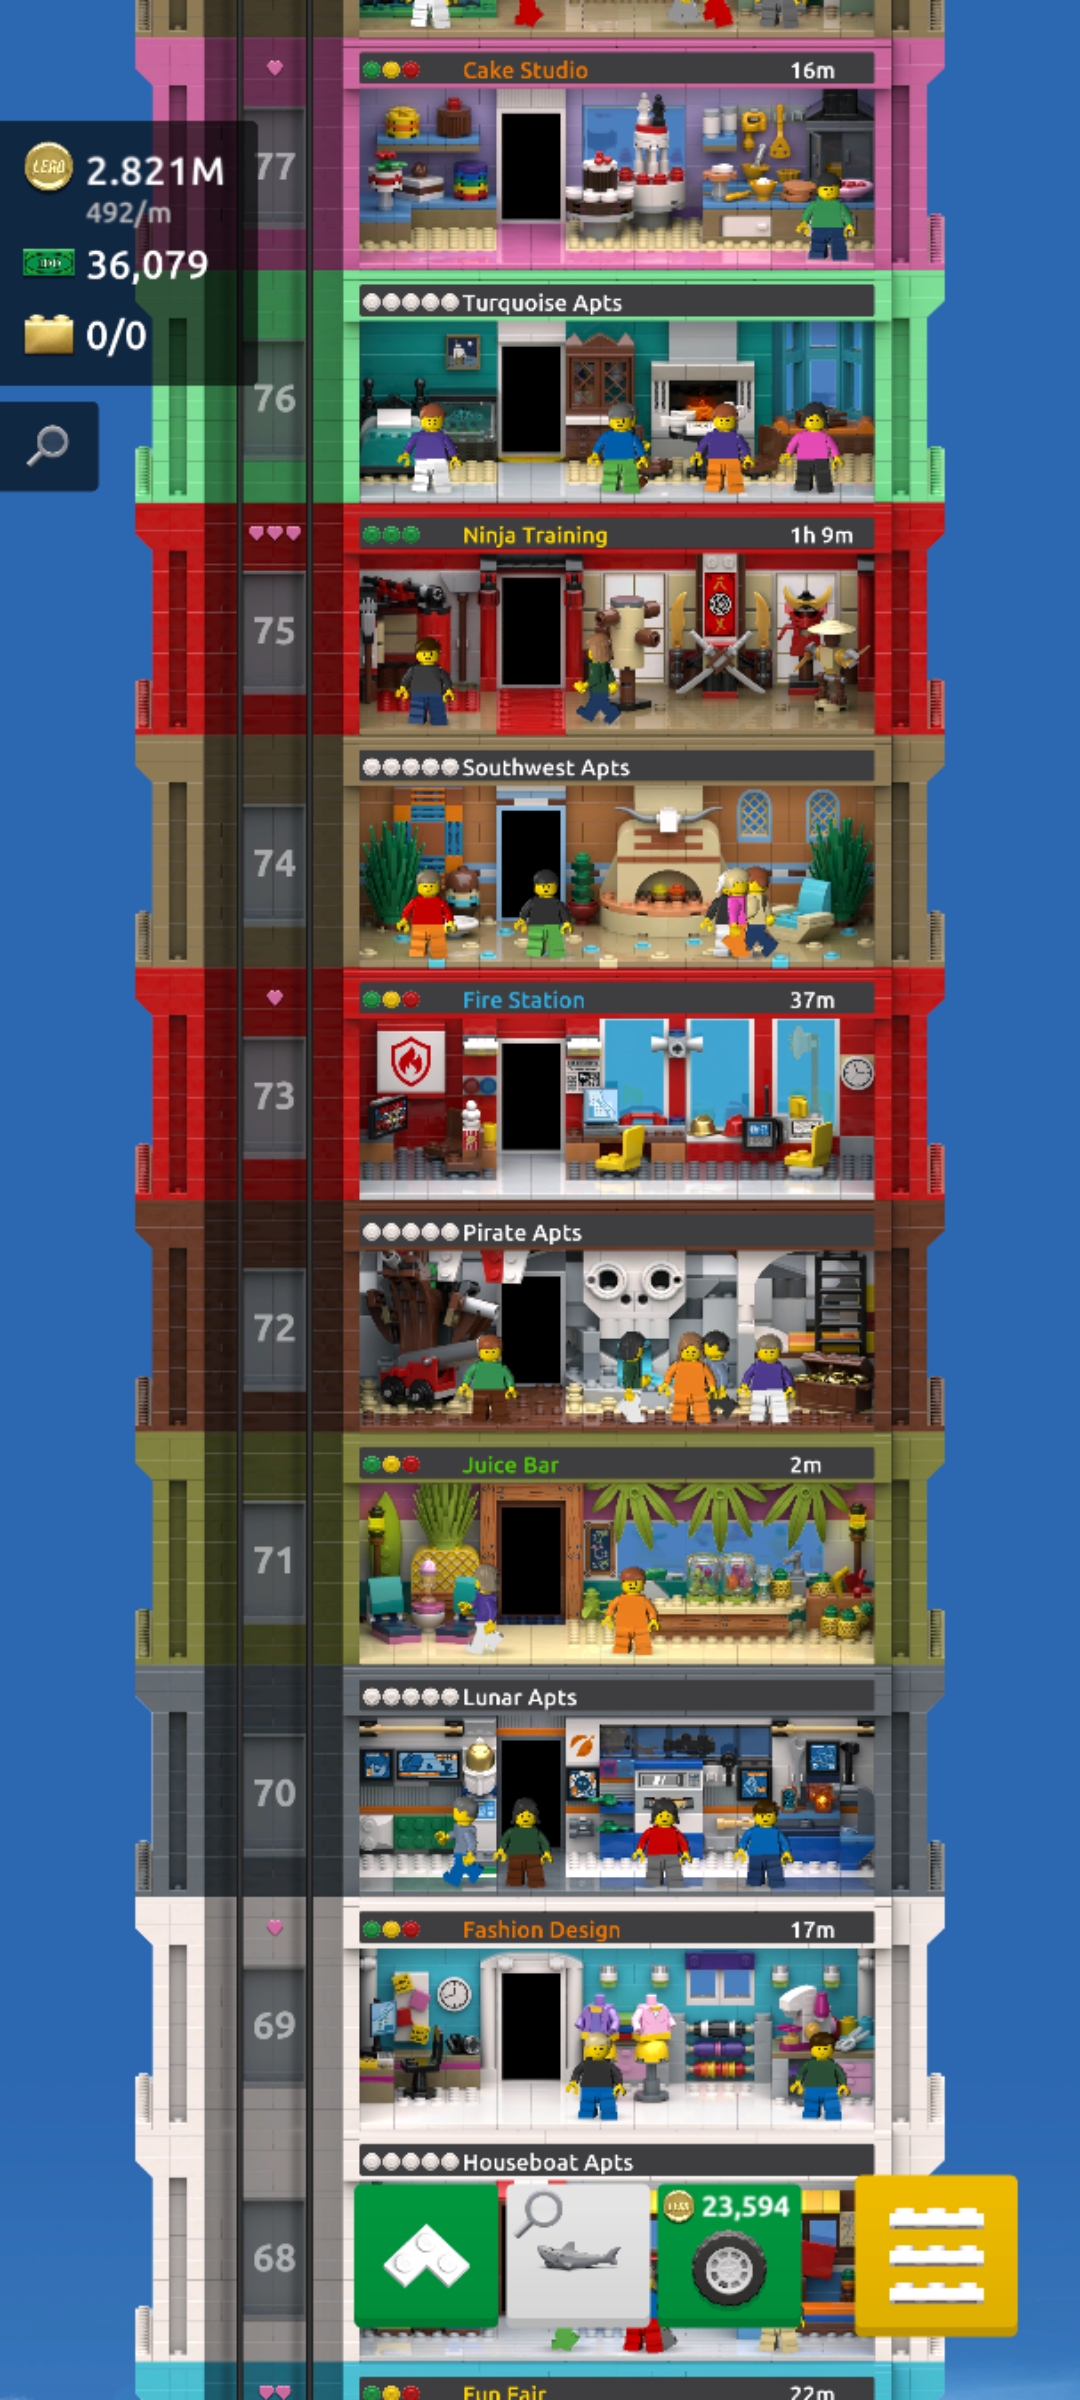 Cake Studio 16m
77
LEGO 2.821M
492/m
36,079
0/0
Turquoise Apts
76
Ninja Training 1h 9m
75
Southwest Apts
74
Fire Station 37m
73
Pirate Apts
72
Juice Bar 2m
71
Lunar Apts
70
Fashion Design 17m
69
Houseboat Apts
LEGO 23,594
68
Fun Fair 22m